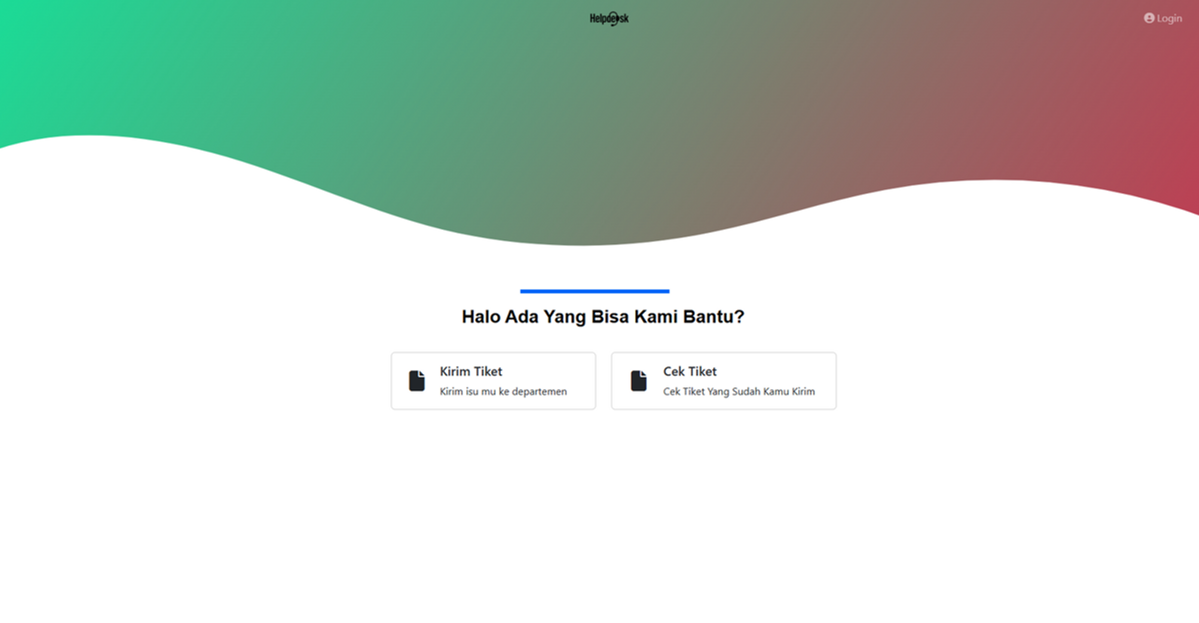 Helpdesk
Login
Halo Ada Yang Bisa Kami Bantu?
Kirim Tiket
Kirim isu mu ke departemen
Cek Tiket
Cek Tiket Yang Sudah Kamu Kirim